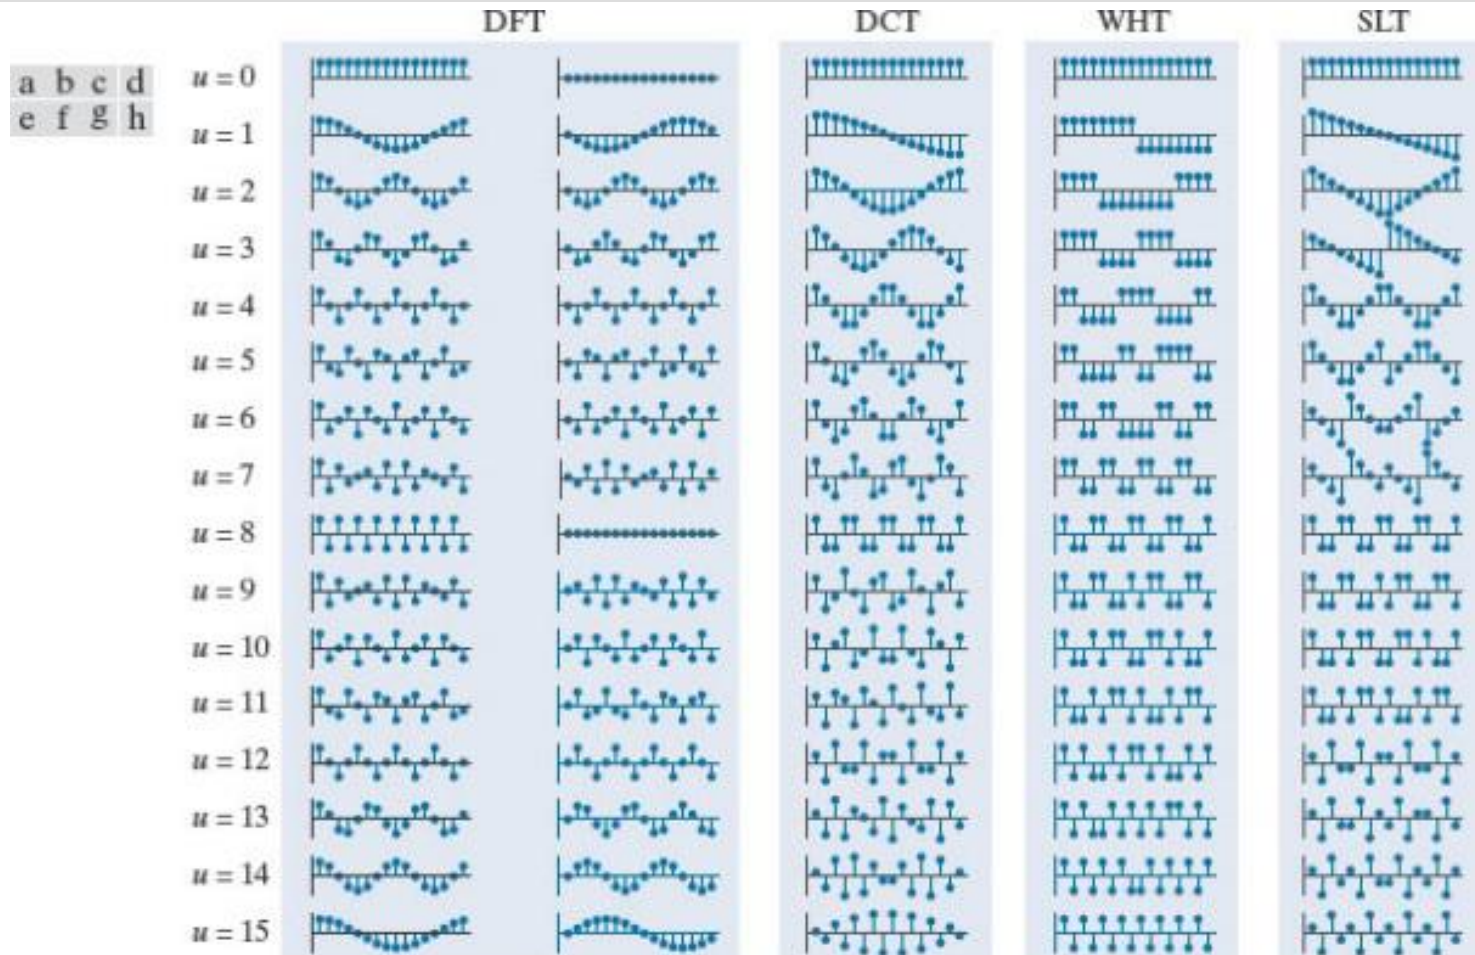 DFT DCT WHT SLT
a b c d
e f g h
u = 0
u = 1
u = 2
u = 3
u = 4
u = 5
u = 6
u = 7
u = 8
u = 9
u = 10
u = 11
u = 12
u = 13
u = 14
u = 15